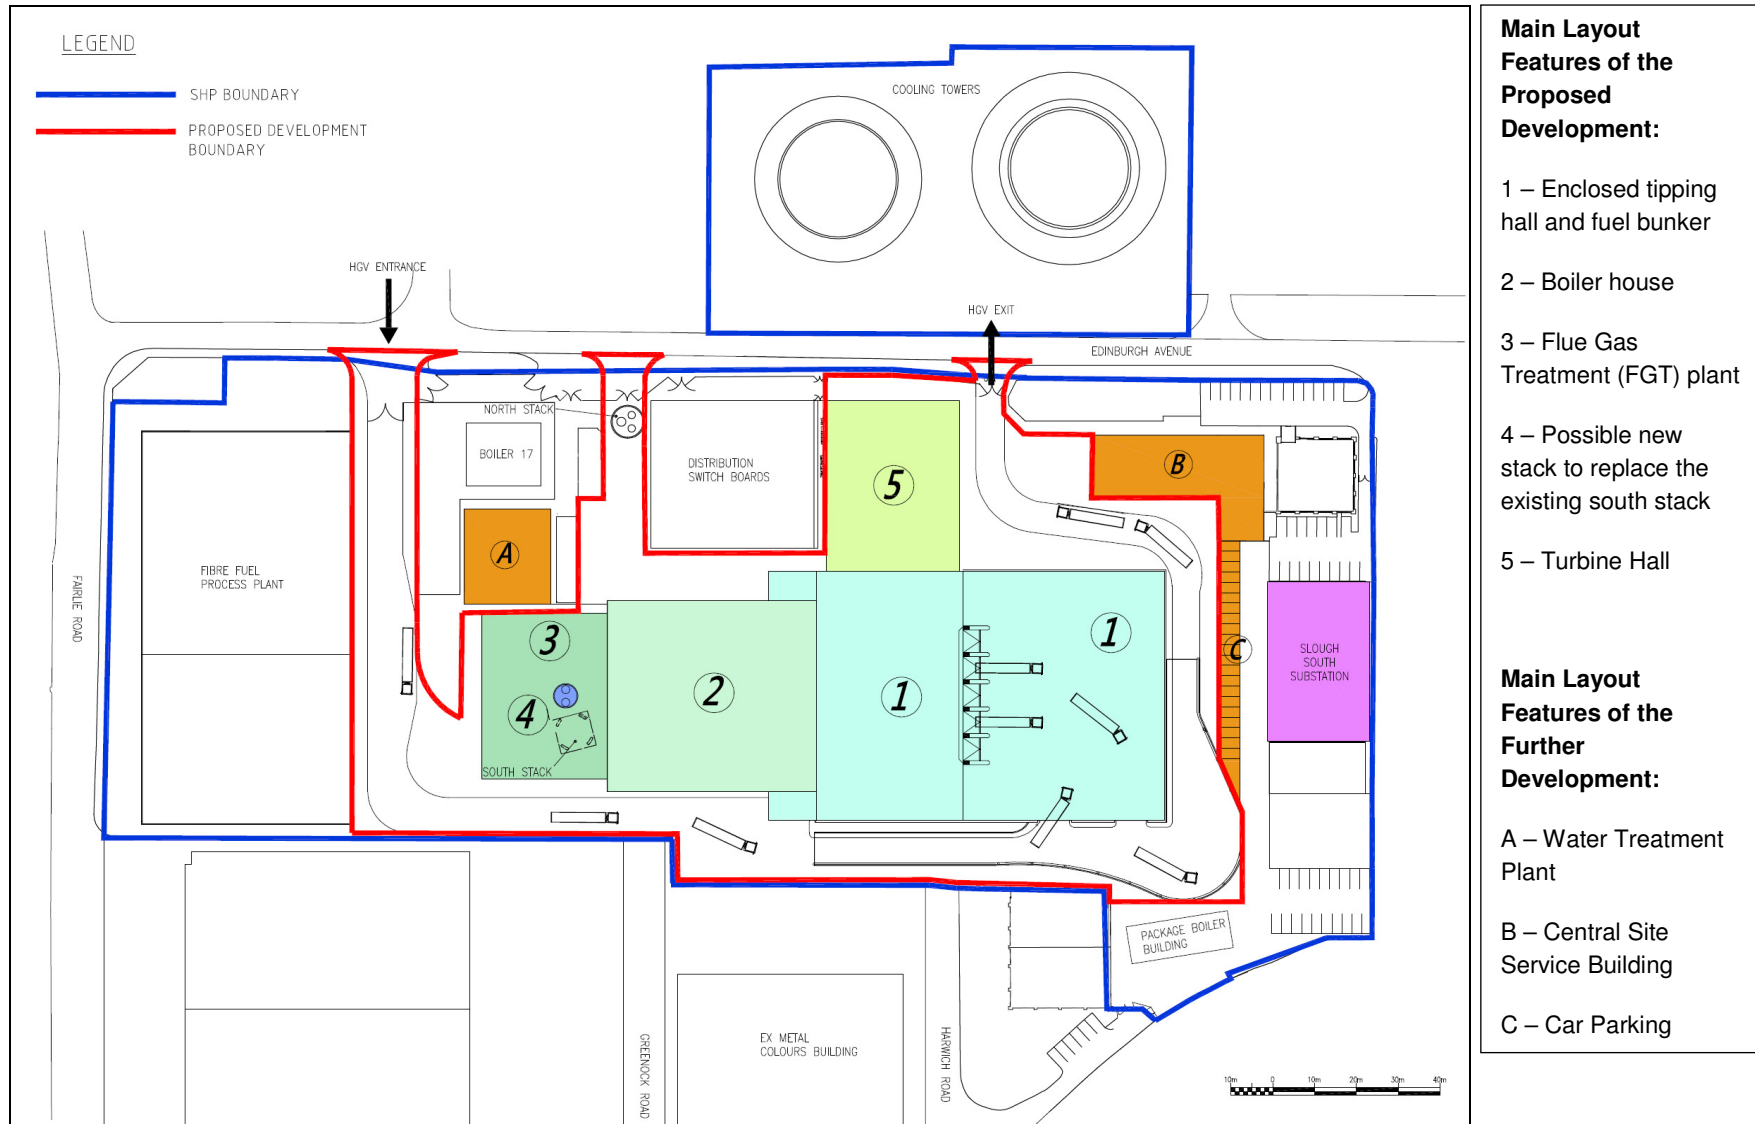 LEGEND
SHP BOUNDARY
PROPOSED DEVELOPMENT
BOUNDARY
COOLING TOWERS
HGV ENTRANCE
HGV EXIT
EDINBURGH AVENUE
NORTH STACK
BOILER 17
DISTRIBUTION
SWITCH BOARDS
5
B
A
FIBRE FUEL
PROCESS PLANT
FAIRLIE ROAD
3
1
C
SLOUGH
SOUTH
SUBSTATION
2
1
4
SOUTH STACK
PACKAGE BOILER
BUILDING
EX METAL
COLOURS BUILDING
GREENOCK ROAD
HARWICH ROAD
10m 0 10m 20m 30m 40m
Main Layout
Features of the
Proposed
Development:
1 – Enclosed tipping
hall and fuel bunker
2 – Boiler house
3 – Flue Gas
Treatment (FGT) plant
4 – Possible new
stack to replace the
existing south stack
5 – Turbine Hall
Main Layout
Features of the
Further
Development:
A – Water Treatment
Plant
B – Central Site
Service Building
C – Car Parking